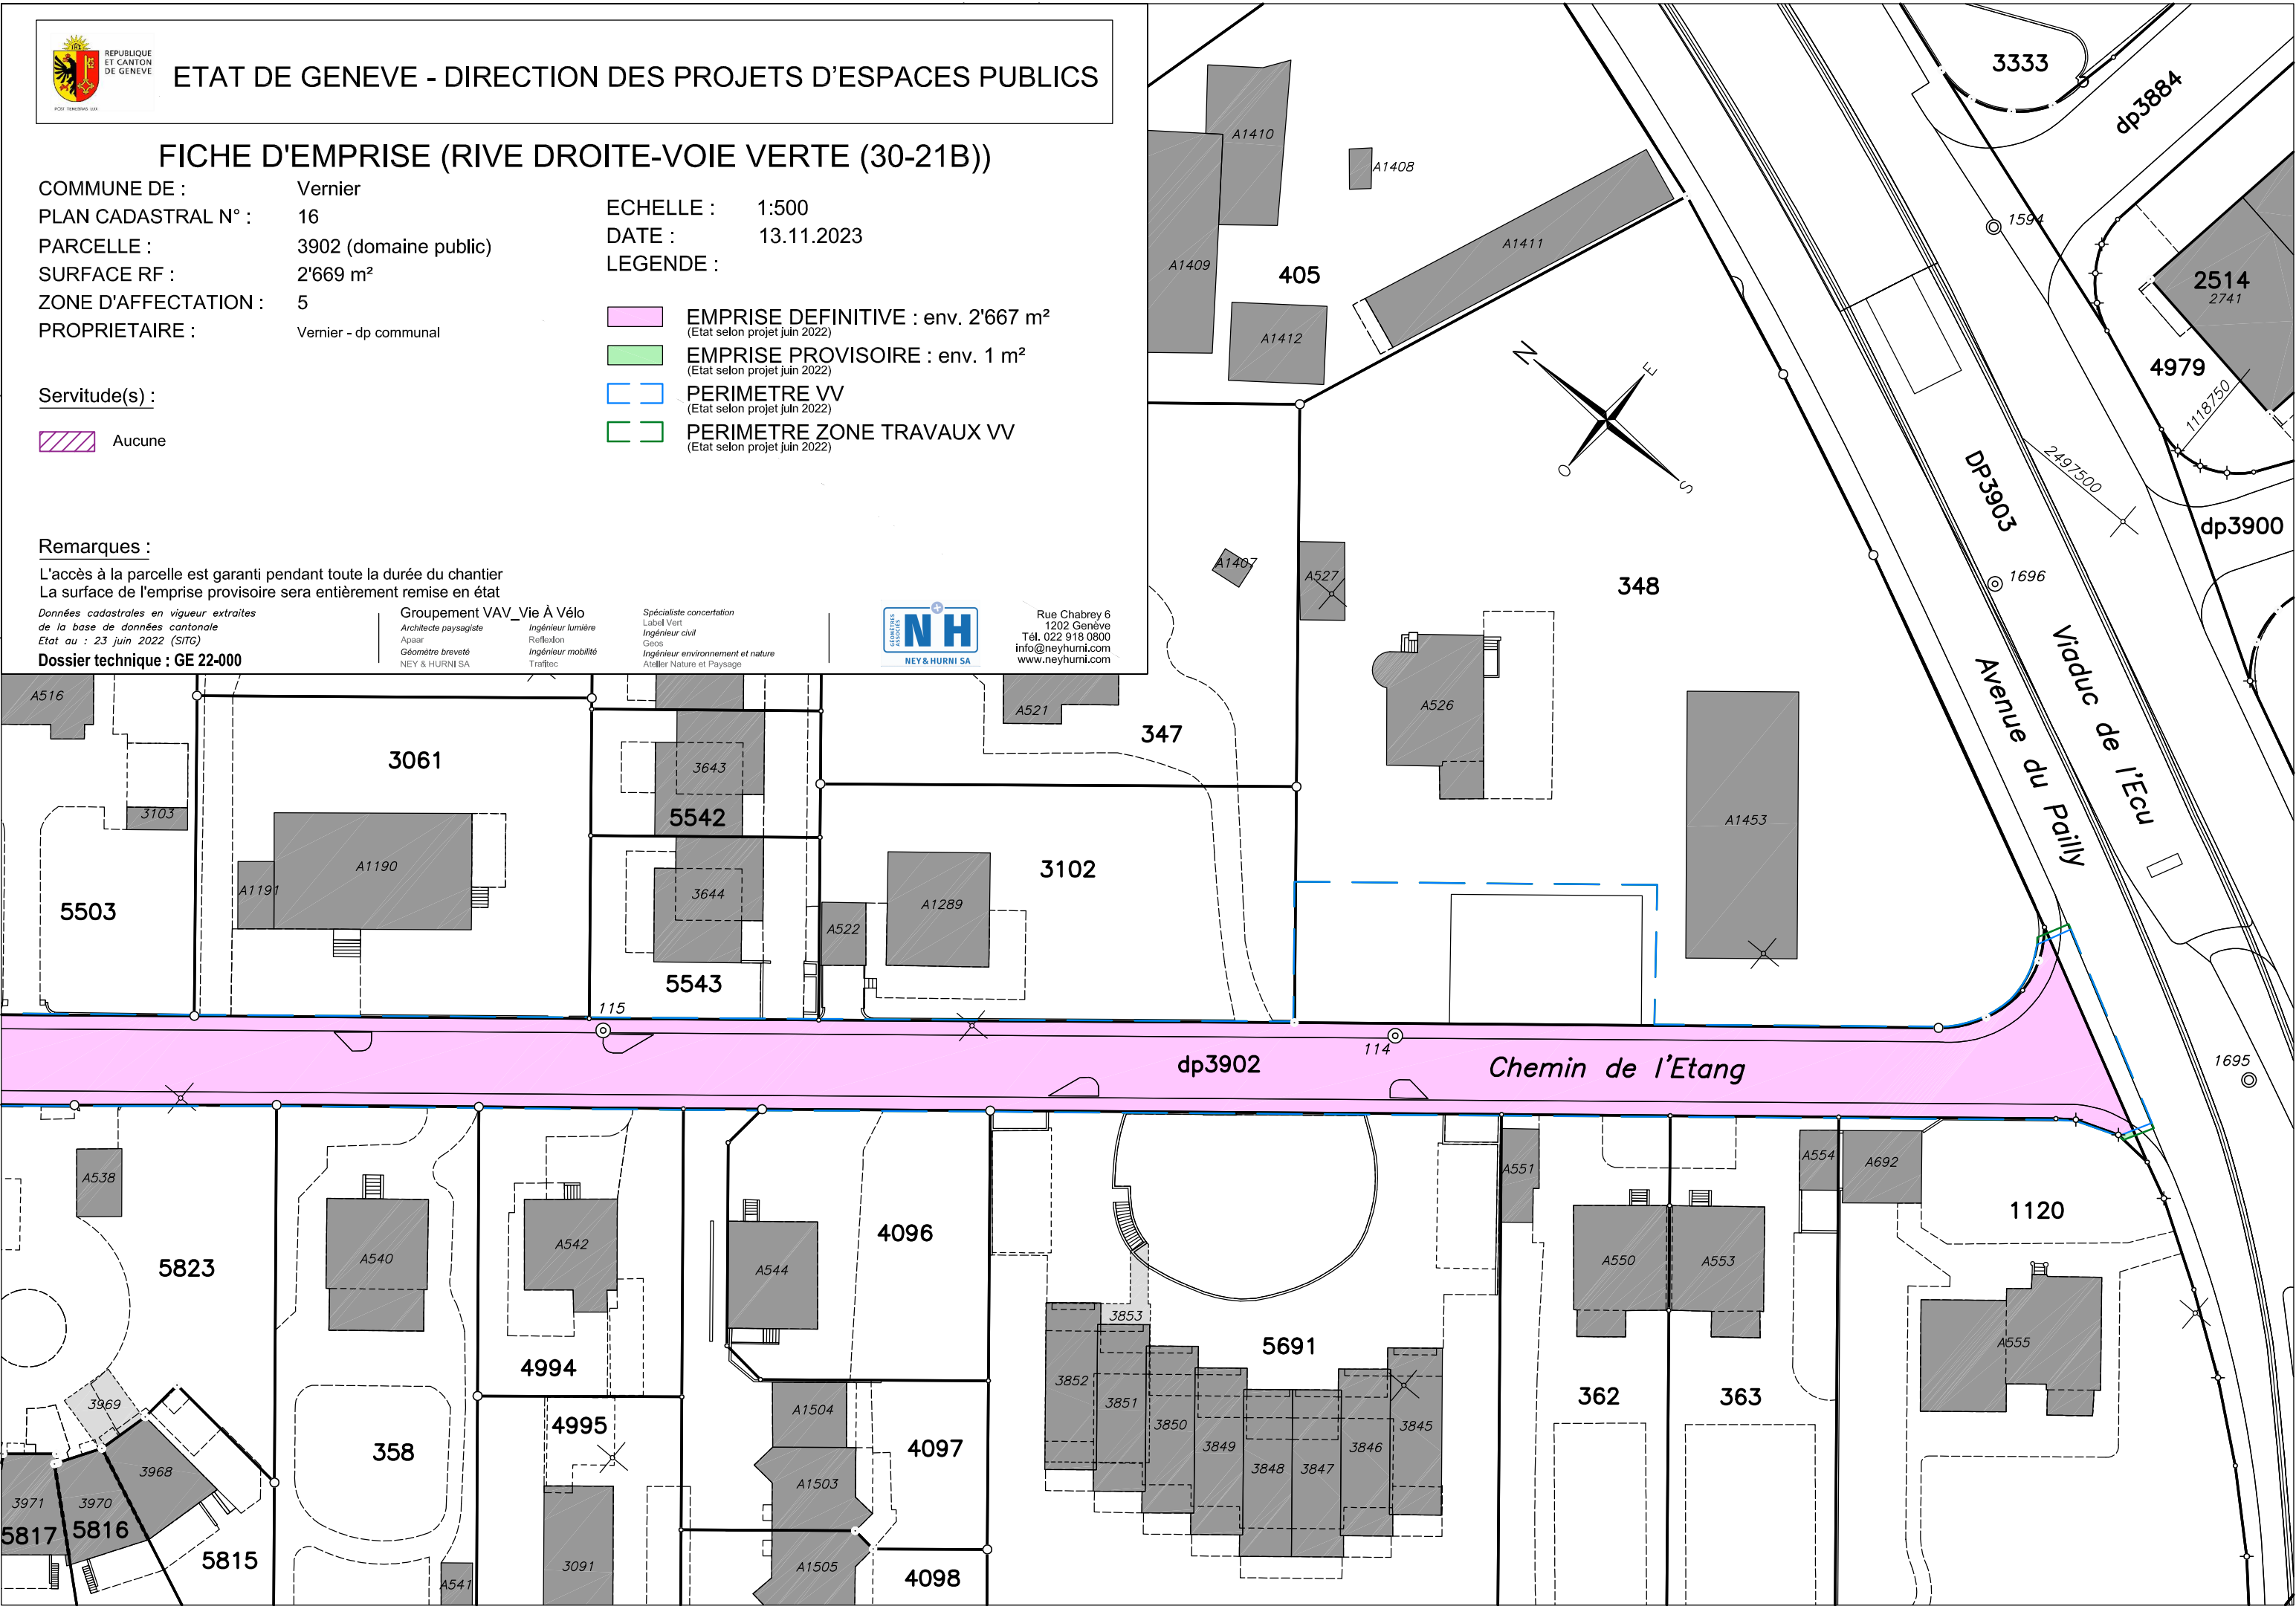 REPUBLIQUE
ET CANTON
DE GENEVE
POST TENEBRAS LUX
ETAT DE GENEVE - DIRECTION DES PROJETS D'ESPACES PUBLICS
FICHE D'EMPRISE (RIVE DROITE-VOIE VERTE (30-21B))
COMMUNE DE : Vernier
PLAN CADASTRAL N° : 16
PARCELLE : 3902 (domaine public)
SURFACE RF : 2'669 m²
ZONE D'AFFECTATION : 5
PROPRIETAIRE : Vernier - dp communal
ECHELLE : 1:500
DATE : 13.11.2023
LEGENDE :
EMPRISE DEFINITIVE : env. 2'667 m²
(Etat selon projet juin 2022)
EMPRISE PROVISOIRE : env. 1 m²
(Etat selon projet juin 2022)
PERIMETRE VV
(Etat selon projet juin 2022)
PERIMETRE ZONE TRAVAUX VV
(Etat selon projet juin 2022)
Servitude(s) :
Aucune
Remarques :
L'accès à la parcelle est garanti pendant toute la durée du chantier
La surface de l'emprise provisoire sera entièrement remise en état
Données cadastrales en vigueur extraites
de la base de données cantonale
Etat au : 23 juin 2022 (SITG)
Dossier technique : GE 22-000
Groupement VAV_Vie À Vélo
Architecte paysagiste
Apaar
Géomètre breveté
NEY & HURNI SA
Ingénieur lumière
Reflexion
Ingénieur mobilité
Trafitec
Spécialiste concertation
Label Vert
Ingénieur civil
Geos
Ingénieur environnement et nature
Atelier Nature et Paysage
GÉOMÈTRES
ASSOCIÉS
NH
NEY & HURNI SA
Rue Chabrey 6
1202 Genève
Tél. 022 918 0800
info@neyhurni.com
www.neyhurni.com
3333
dp3884
A1410
A1408
A1411
A1409
405
A1412
1594
2514
2741
4979
1118750
2497500
dp3900
N
E
O
S
DP3903
1696
A1407
A527
348
Viaduc de l'Ecu
Avenue du Pailly
A516
A521
347
A526
3061
3643
5542
A1453
3103
A1190
A1191
3644
3102
A1289
A522
5503
5543
115
114
dp3902
Chemin de l'Etang
1695
A538
A551
A554
A692
A540
A542
A544
4096
A550
A553
1120
5823
3853
5691
A555
4994
3852
3851
3850
3849
3848
3847
3846
3845
362
363
3969
4995
A1504
4097
358
3968
3971
3970
A1503
5817
5816
5815
A541
3091
A1505
4098